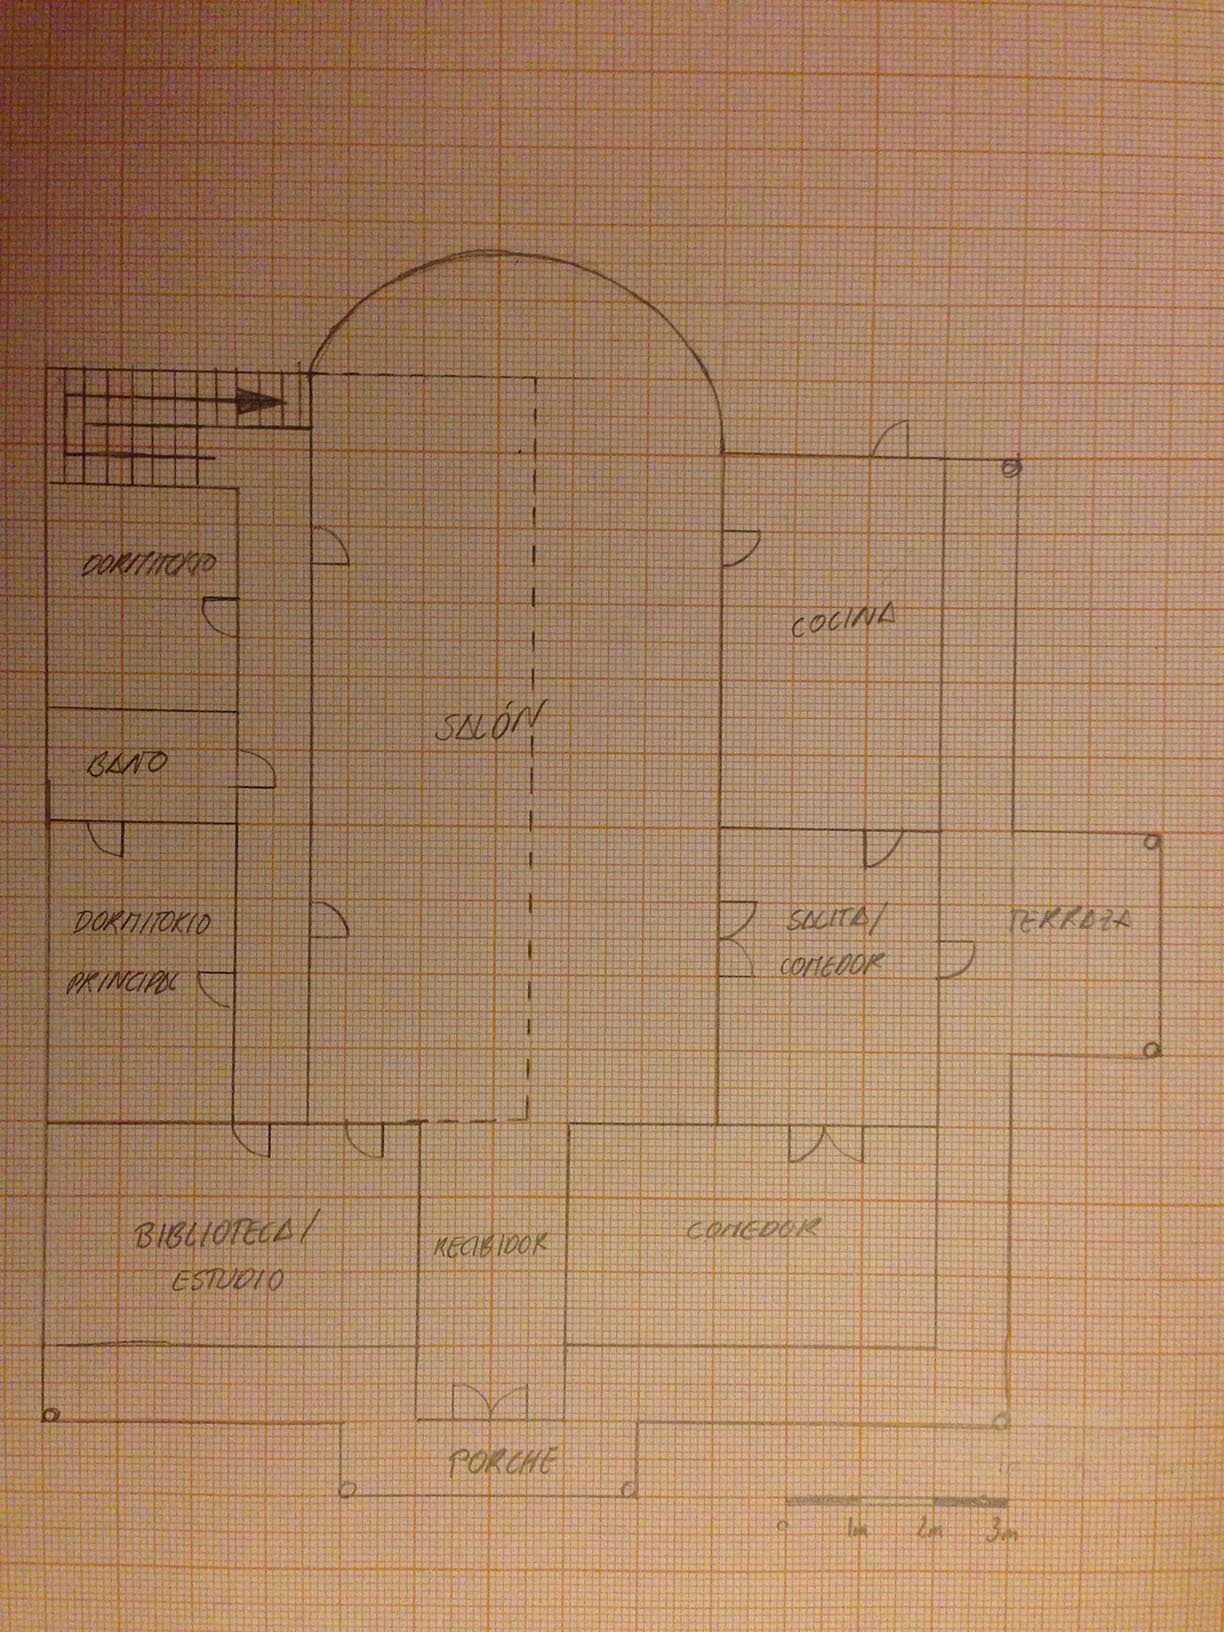 DORMITORIO
COCINA
SALÓN
BAÑO
DORMITORIO
PRINCIPAL
SALITA/
COMEDOR
TERRAZA
BIBLIOTECA/
ESTUDIO
RECIBIDOR
COMEDOR
PORCHE
0 1m 2m 3m